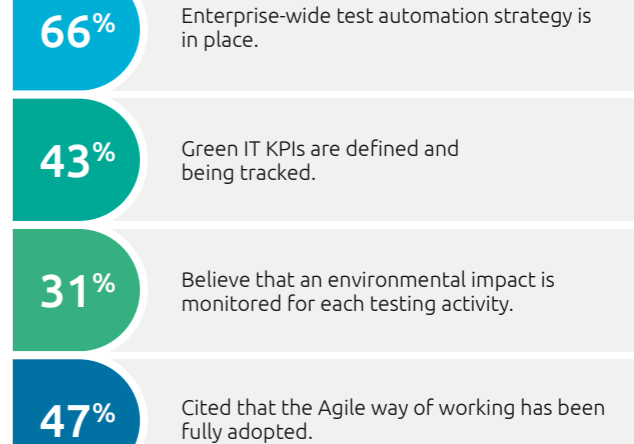 66%
Enterprise-wide test automation strategy is
in place.
43%
Green IT KPIs are defined and
being tracked.
31%
Believe that an environmental impact is
monitored for each testing activity.
47%
Cited that the Agile way of working has been
fully adopted.